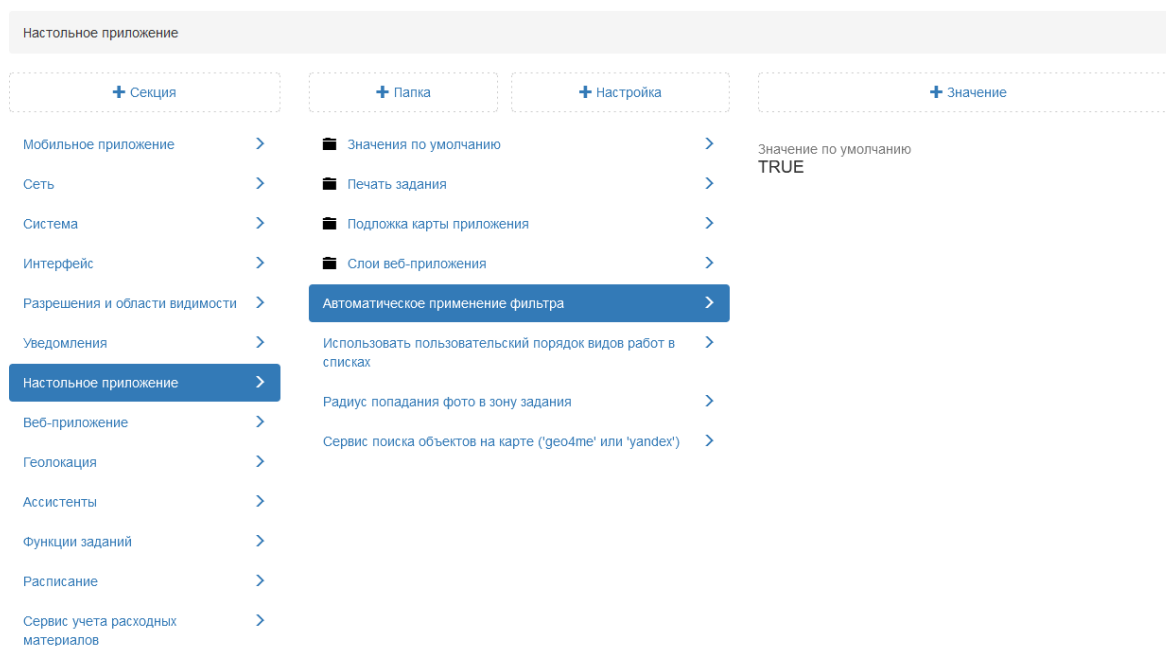 Настольное приложение
Секция
Папка
Настройка
Значение
Мобильное приложение
Сеть
Система
Интерфейс
Разрешения и области видимости
Уведомления
Настольное приложение
Веб-приложение
Геолокация
Ассистенты
Функции заданий
Расписание
Сервис учета расходных
материалов
Значения по умолчанию
Печать задания
Подложка карты приложения
Слои веб-приложения
Автоматическое применение фильтра
Использовать пользовательский порядок видов работ в
списках
Радиус попадания фото в зону задания
Сервис поиска объектов на карте ('geo4me' или 'yandex')
Значение по умолчанию
TRUE